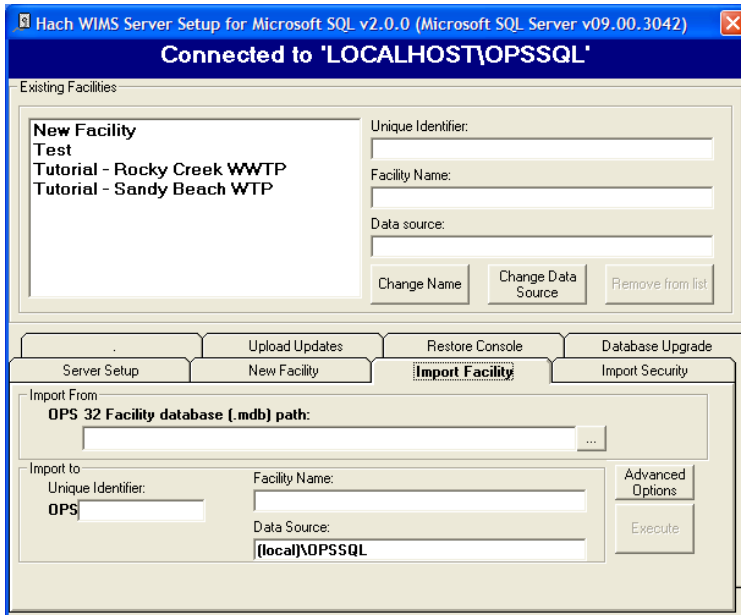 Hach WIMS Server Setup for Microsoft SQL v2.0.0 (Microsoft SQL Server v09.00.3042)
Connected to 'LOCALHOST\OPSSQL'
Existing Facilities
New Facility
Test
Tutorial - Rocky Creek WWTP
Tutorial - Sandy Beach WTP
Unique Identifier:
Facility Name:
Data source:
Change Name
Change Data
Source
Remove from list
.
Upload Updates
Restore Console
Database Upgrade
Server Setup
New Facility
Import Facility
Import Security
Import From
OPS 32 Facility database (.mdb) path:
...
Import to
Unique Identifier:
OPS
Facility Name:
Data Source:
(local)\OPSSQL
Advanced
Options
Execute